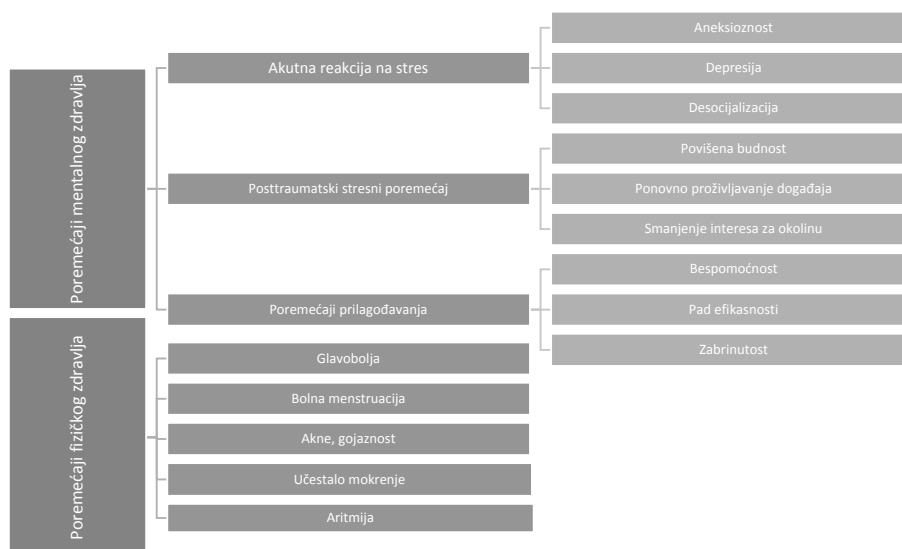 Poremećaji mentalnog zdravlja
Akutna reakcija na stres
Aneksioznost
Depresija
Desocijalizacija
Posttraumatski stresni poremećaj
Povišena budnost
Ponovno proživljavanje događaja
Smanjenje interesa za okolinu
Poremećaji prilagođavanja
Bespomoćnost
Pad efikasnosti
Zabrinutost
Poremećaji fizičkog zdravlja
Glavobolja
Bolna menstruacija
Akne, gojaznost
Učestalo mokrenje
Aritmija